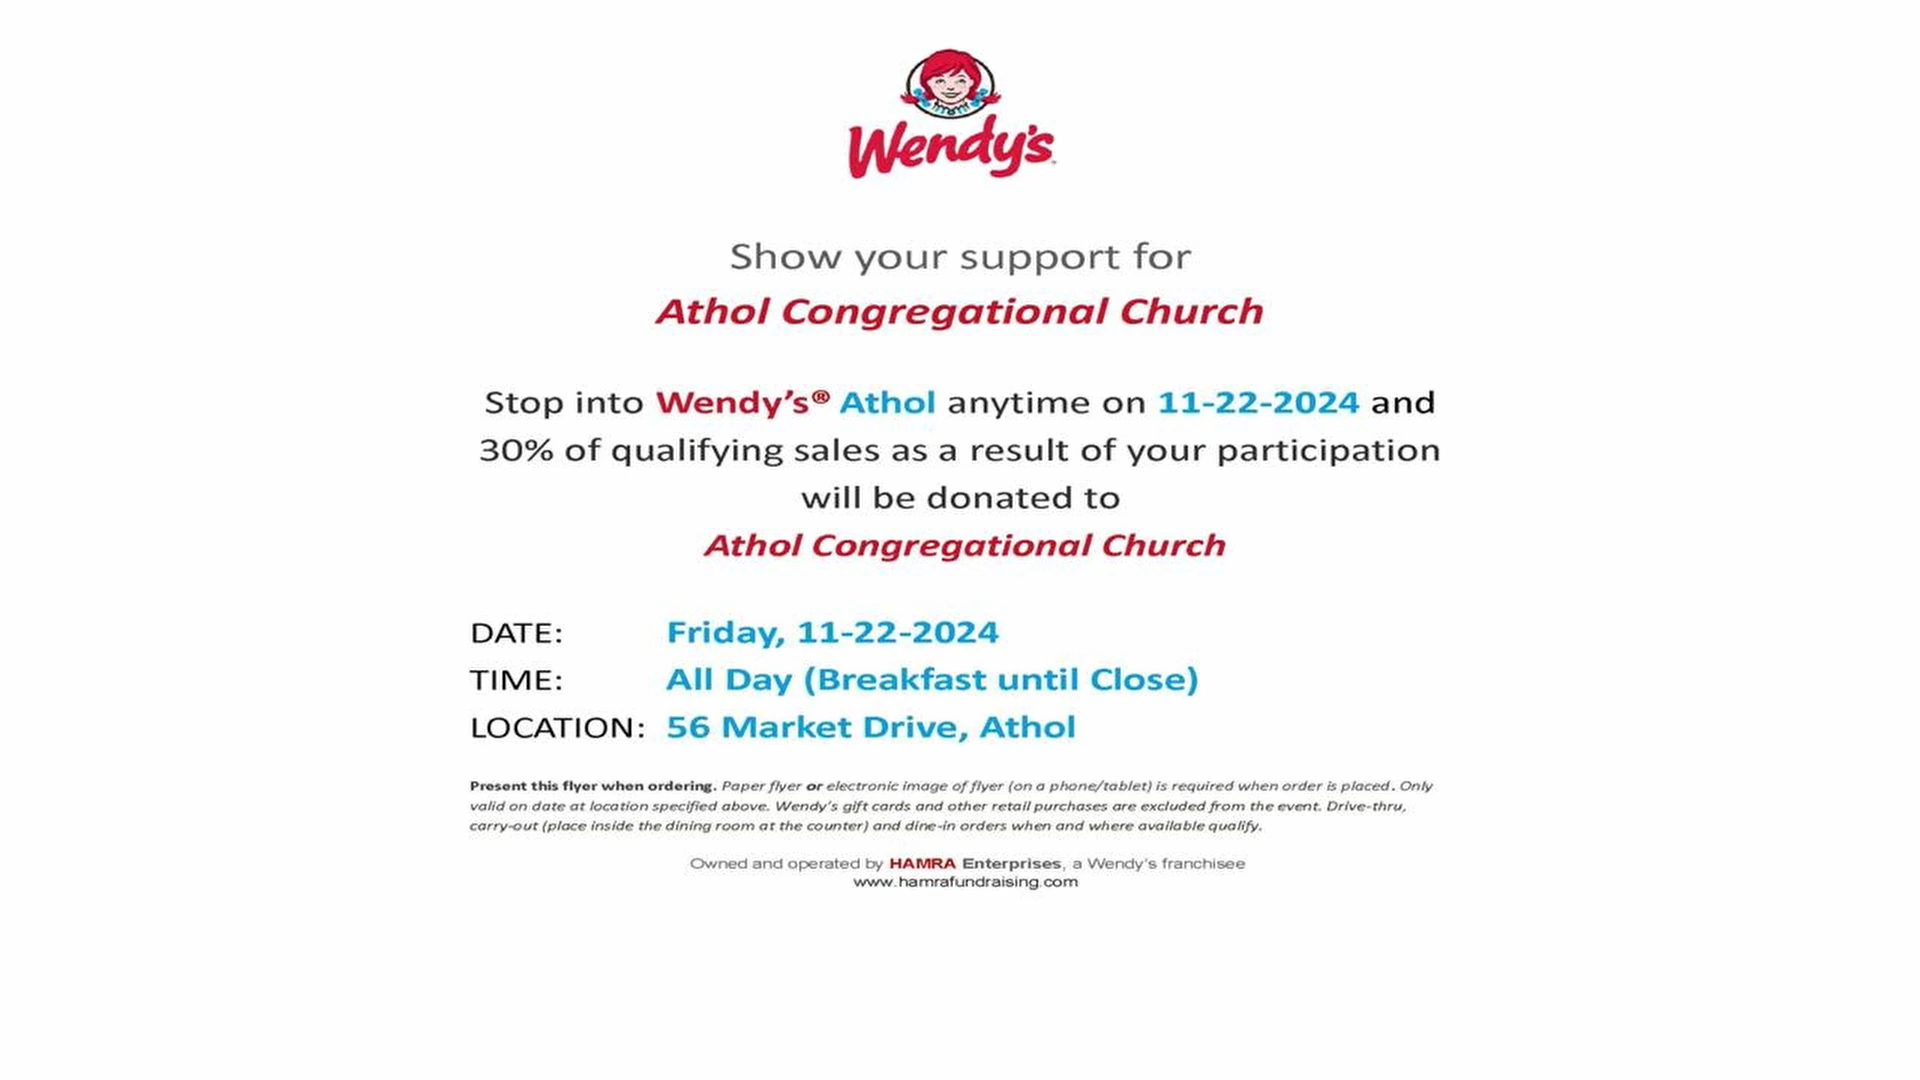 Wendy's
Show your support for
Athol Congregational Church
Stop into Wendy’s® Athol anytime on 11-22-2024 and
30% of qualifying sales as a result of your participation
will be donated to
Athol Congregational Church
DATE: Friday, 11-22-2024
TIME: All Day (Breakfast until Close)
LOCATION: 56 Market Drive, Athol
Present this flyer when ordering. Paper flyer or electronic image of flyer (on a phone/tablet) is required when order is placed. Only
valid on date at location specified above. Wendy’s gift cards and other retail purchases are excluded from the event. Drive-thru,
carry-out (place inside the dining room at the counter) and dine-in orders when and where available qualify.
Owned and operated by HAMRA Enterprises, a Wendy’s franchisee
www.hamrafundraising.com